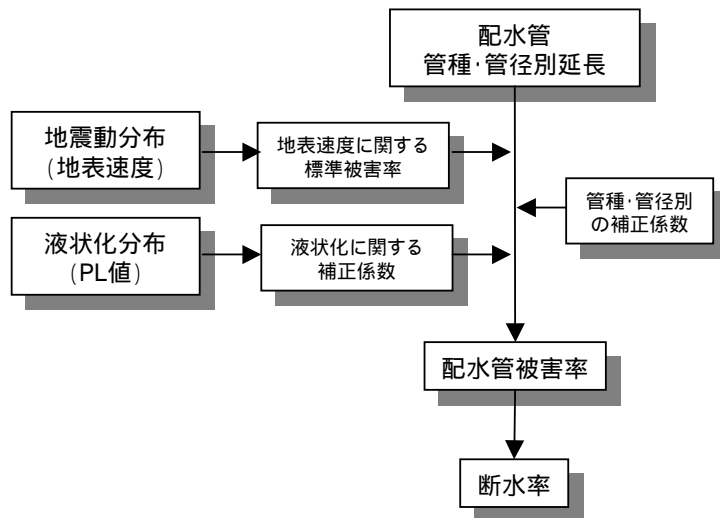 配水管
管種･管径別延長
地震動分布
(地表速度)
地表速度に関する
標準被害率
管種･管径別
の補正係数
液状化分布
(PL値)
液状化に関する
補正係数
配水管被害率
断水率